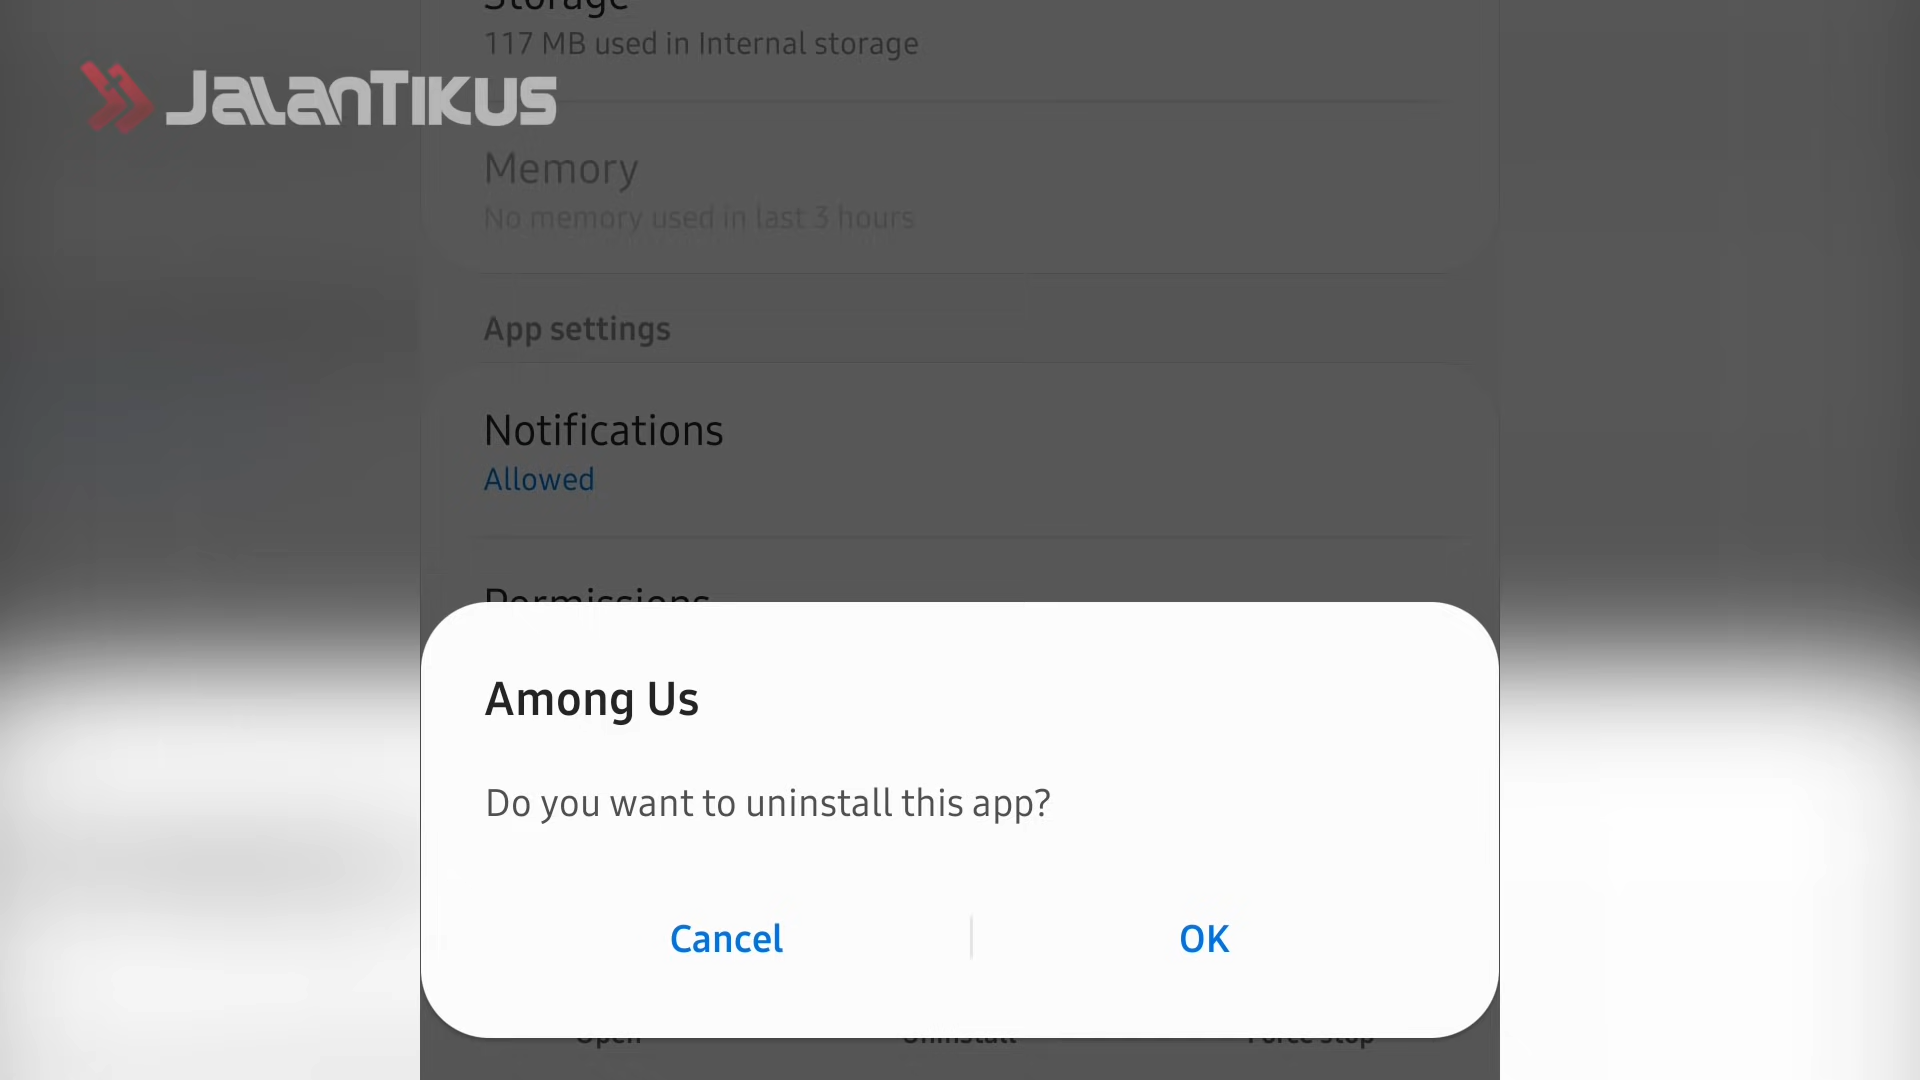 Storage
117 MB used in Internal storage
JALANTIKUS
Memory
No memory used in last 3 hours
App settings
Notifications
Allowed
Permissions
Among Us
Do you want to uninstall this app?
Cancel
OK
Open
Uninstall
Force stop